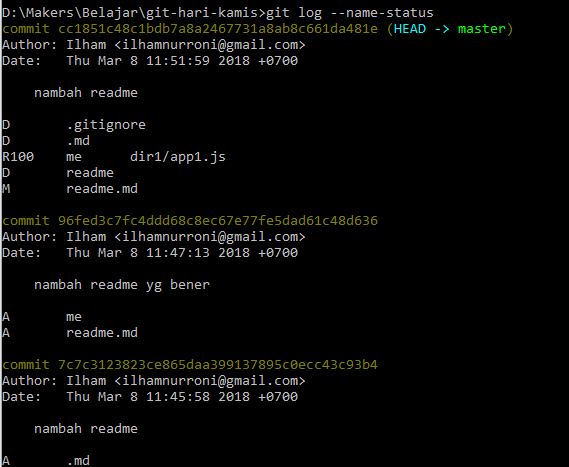 D:\Makers\Belajar\git-hari-kamis>git log --name-status
commit cc1851c48c1bdb7a8a2467731a8ab8c661da481e (HEAD -> master)
Author: Ilham <ilhamnurroni@gmail.com>
Date:   Thu Mar 8 11:51:59 2018 +0700
    nambah readme
D       .gitignore
D       .md
R100    me      dir1/app1.js
D       readme
M       readme.md
commit 96fed3c7fc4ddd68c8ec67e77fe5dad61c48d636
Author: Ilham <ilhamnurroni@gmail.com>
Date:   Thu Mar 8 11:47:13 2018 +0700
    nambah readme yg bener
A       me
A       readme.md
commit 7c7c3123823ce865daa399137895c0ecc43c93b4
Author: Ilham <ilhamnurroni@gmail.com>
Date:   Thu Mar 8 11:45:58 2018 +0700
    nambah readme
A       .md